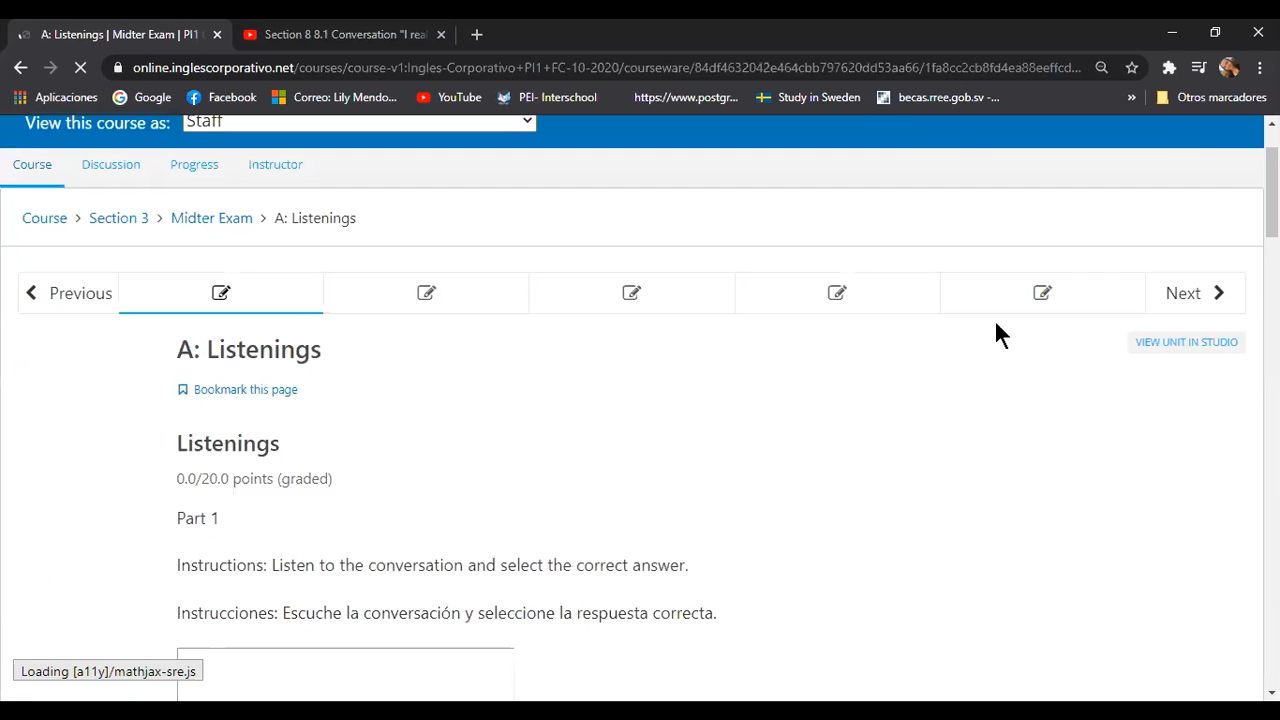 A: Listenings | Midter Exam | PI1
Section 8 8.1 Conversation "I rea
online.inglescorporativo.net/courses/course-v1:Ingles-Corporativo+PI1+FC-10-2020/courseware/84df4632042e464cbb797620dd53aa66/1fa8cc2cb8fd4ea88eeffcd...
Aplicaciones Google Facebook Correo: Lily Mendo... YouTube PEI- Interschool https://www.postgr... Study in Sweden becas.rree.gob.sv -... » Otros marcadores
View this course as: Staff
Course Discussion Progress Instructor
Course > Section 3 > Midter Exam > A: Listenings
Previous Next
A: Listenings
VIEW UNIT IN STUDIO
Bookmark this page
Listenings
0.0/20.0 points (graded)
Part 1
Instructions: Listen to the conversation and select the correct answer.
Instrucciones: Escuche la conversación y seleccione la respuesta correcta.
Loading [a11y]/mathjax-sre.js